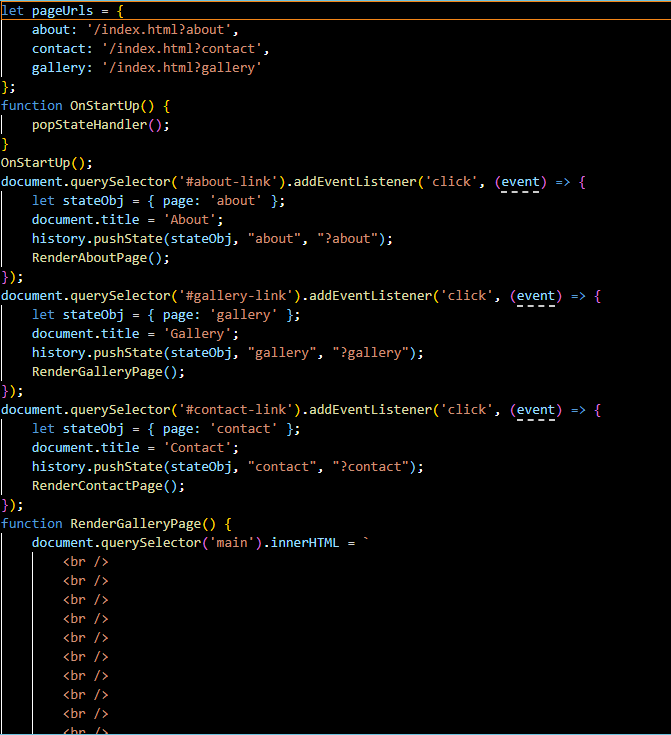 let pageUrls = {
    about: '/index.html?about',
    contact: '/index.html?contact',
    gallery: '/index.html?gallery'
};
function OnStartUp() {
    popStateHandler();
}
OnStartUp();
document.querySelector('#about-link').addEventListener('click', (event) => {
    let stateObj = { page: 'about' };
    document.title = 'About';
    history.pushState(stateObj, "about", "?about");
    RenderAboutPage();
});
document.querySelector('#gallery-link').addEventListener('click', (event) => {
    let stateObj = { page: 'gallery' };
    document.title = 'Gallery';
    history.pushState(stateObj, "gallery", "?gallery");
    RenderGalleryPage();
});
document.querySelector('#contact-link').addEventListener('click', (event) => {
    let stateObj = { page: 'contact' };
    document.title = 'Contact';
    history.pushState(stateObj, "contact", "?contact");
    RenderContactPage();
});
function RenderGalleryPage() {
    document.querySelector('main').innerHTML = `
        <br />
        <br />
        <br />
        <br />
        <br />
        <br />
        <br />
        <br />
        <br />
        <br />